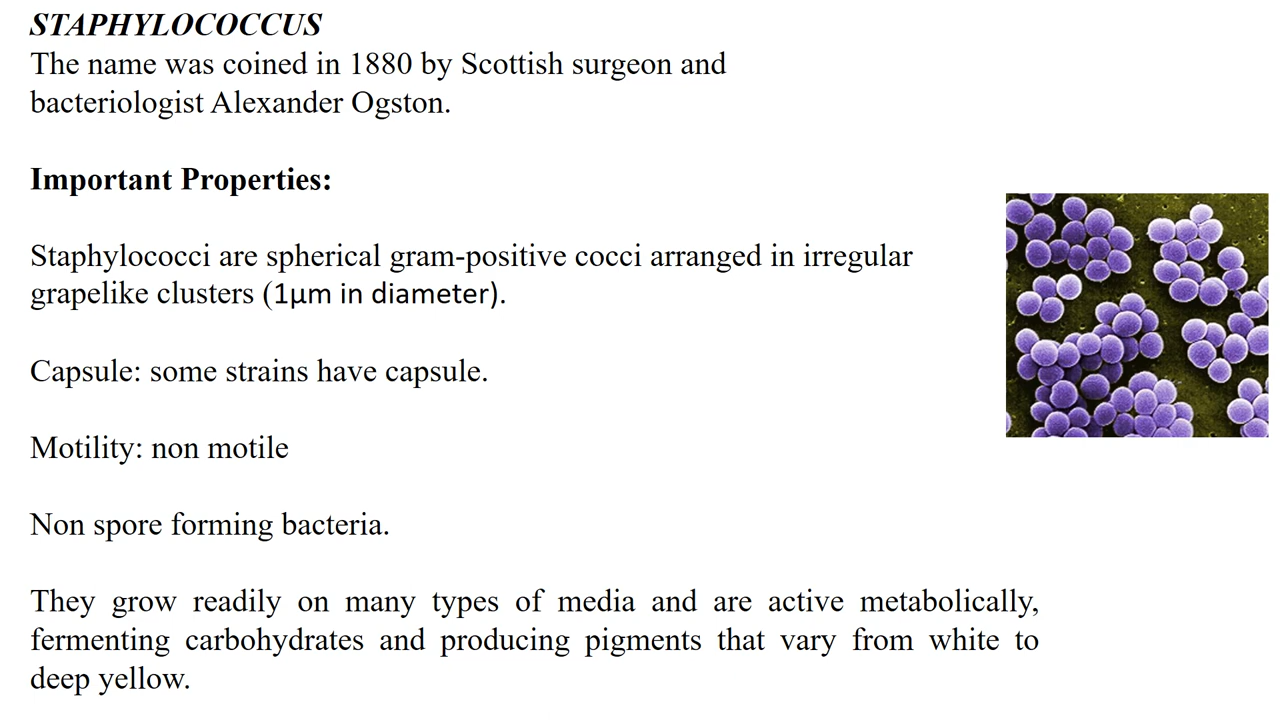 STAPHYLOCOCCUS
The name was coined in 1880 by Scottish surgeon and
bacteriologist Alexander Ogston.
Important Properties:
Staphylococci are spherical gram-positive cocci arranged in irregular
grapelike clusters (1μm in diameter).
Capsule: some strains have capsule.
Motility: non motile
Non spore forming bacteria.
They grow readily on many types of media and are active metabolically,
fermenting carbohydrates and producing pigments that vary from white to
deep yellow.